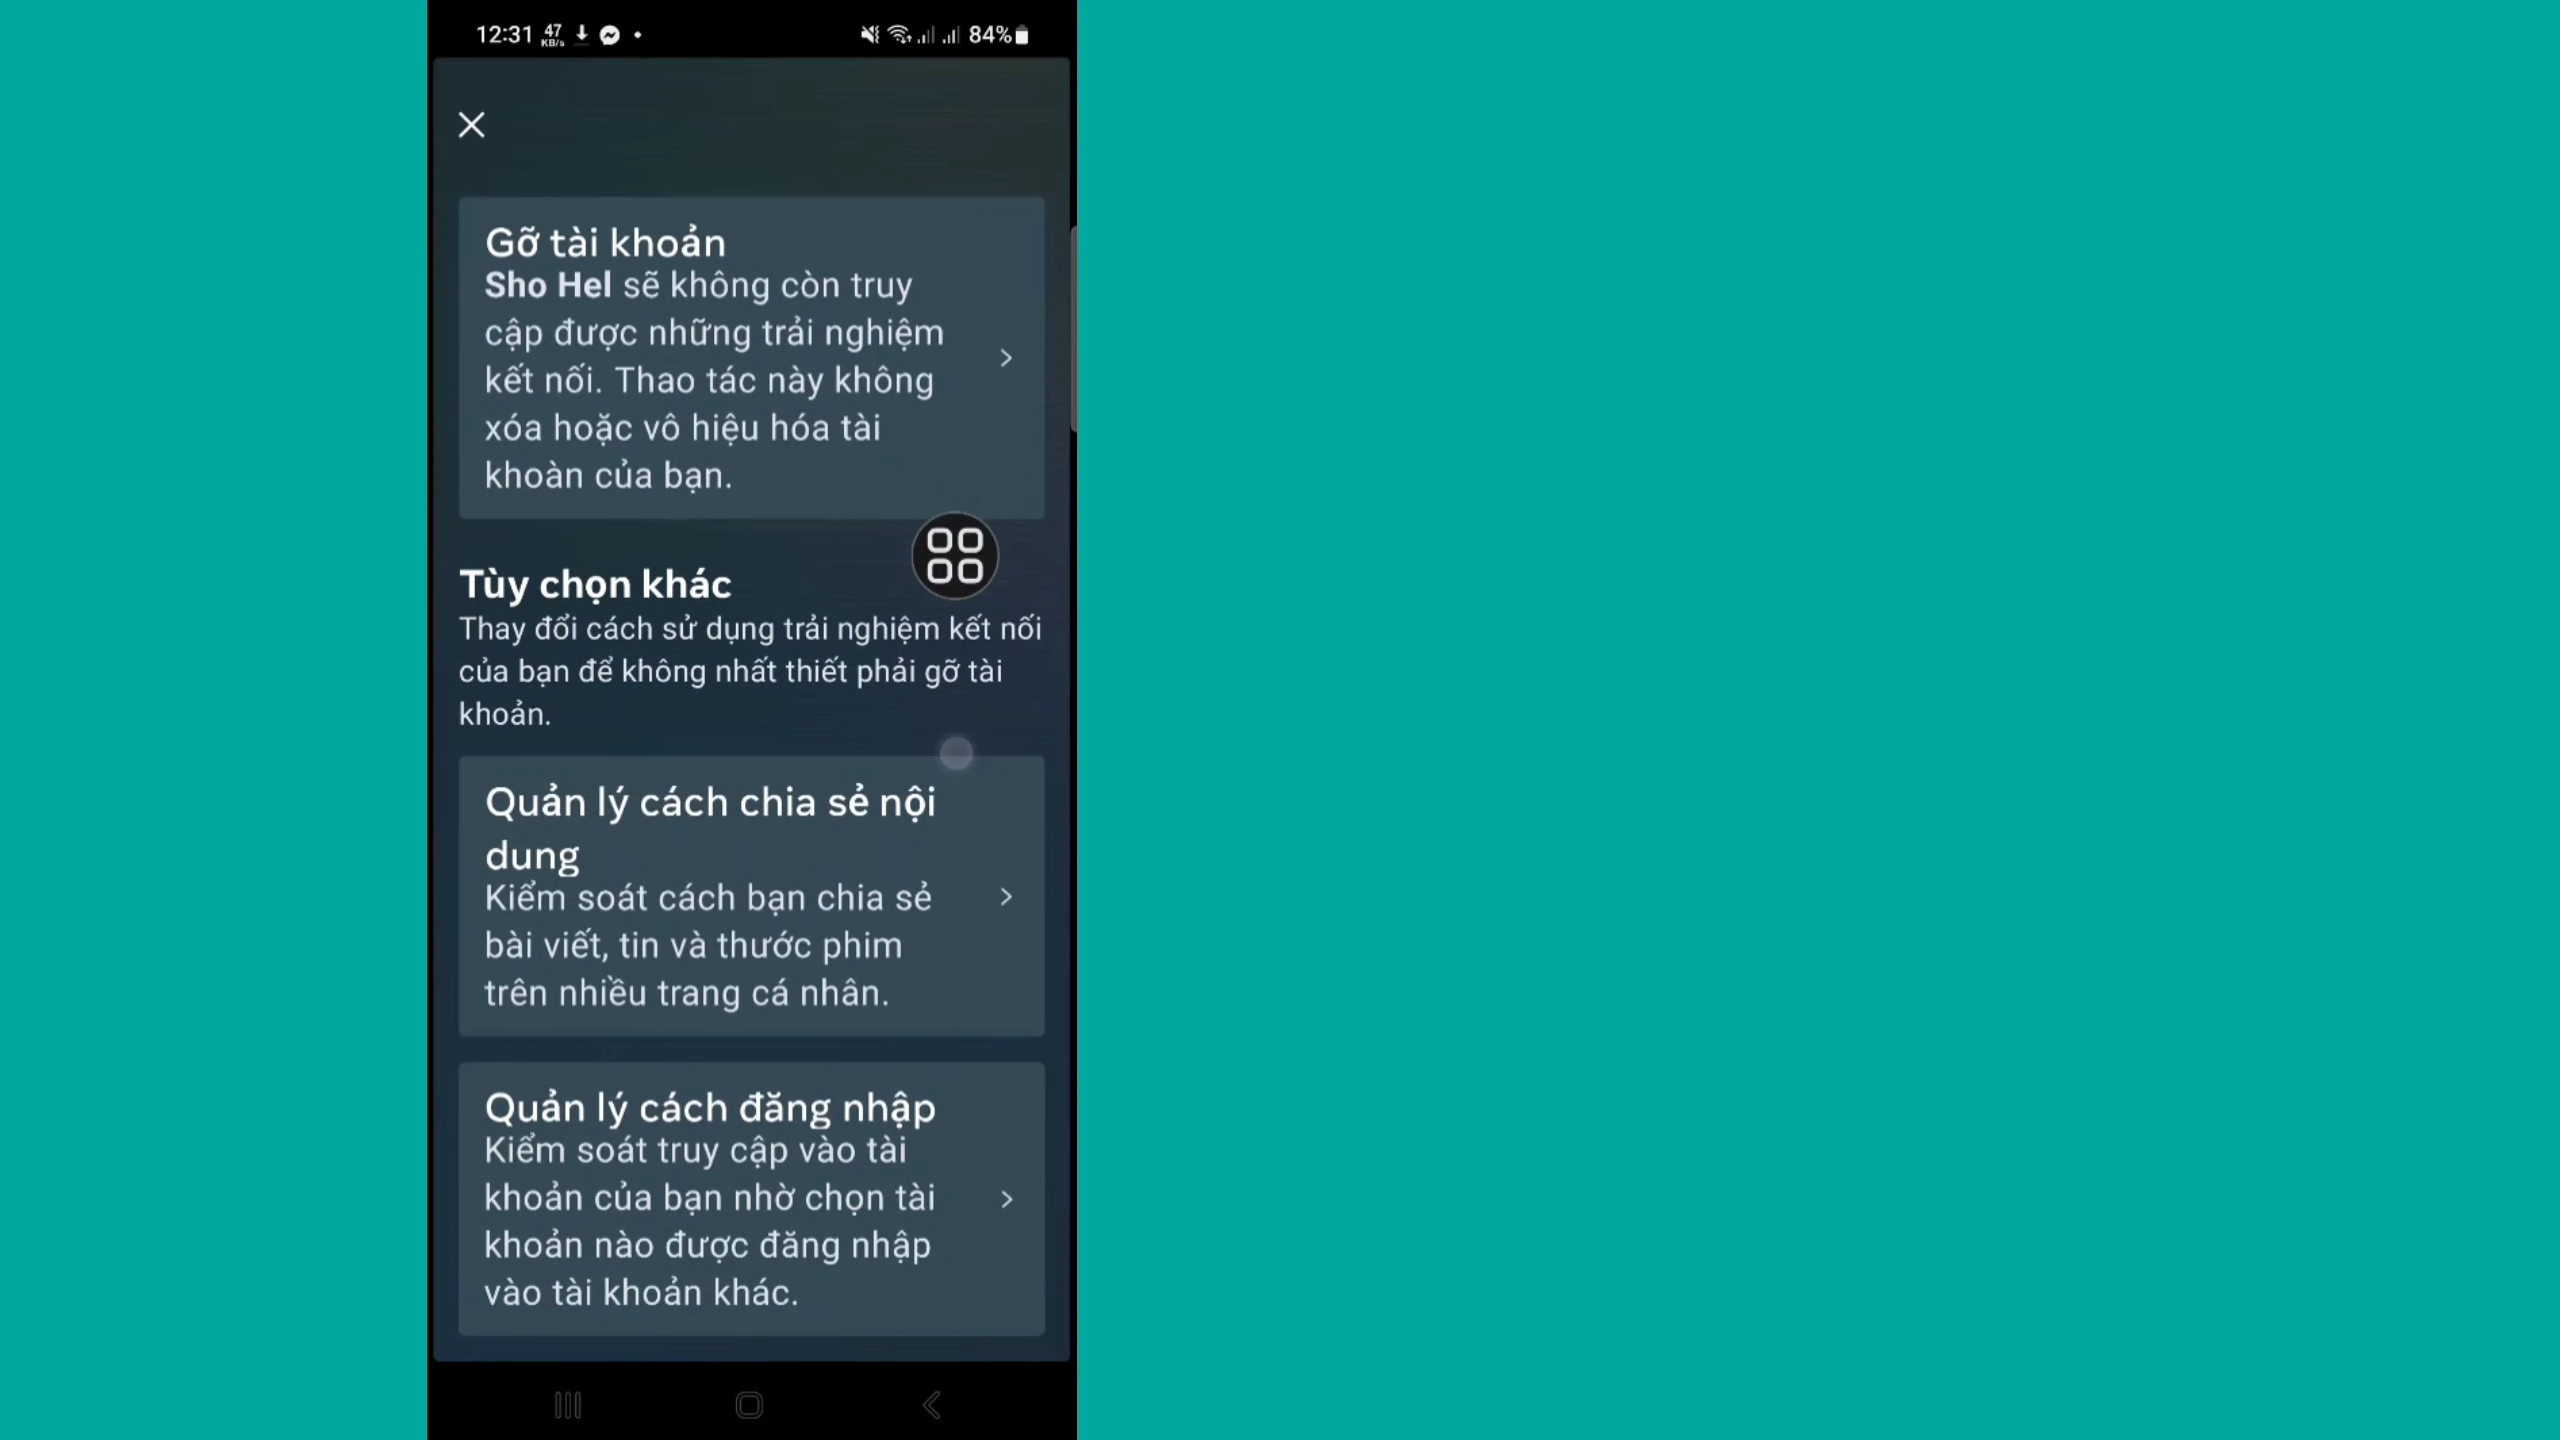 12:31 47 KB/s 84%
Gỡ tài khoản
Sho Hel sẽ không còn truy
cập được những trải nghiệm
kết nối. Thao tác này không
xóa hoặc vô hiệu hóa tài
khoàn của bạn.
Tùy chọn khác
Thay đổi cách sử dụng trải nghiệm kết nối
của bạn để không nhất thiết phải gỡ tài
khoản.
Quản lý cách chia sẻ nội
dung
Kiểm soát cách bạn chia sẻ
bài viết, tin và thước phim
trên nhiều trang cá nhân.
Quản lý cách đăng nhập
Kiểm soát truy cập vào tài
khoản của bạn nhờ chọn tài
khoản nào được đăng nhập
vào tài khoản khác.